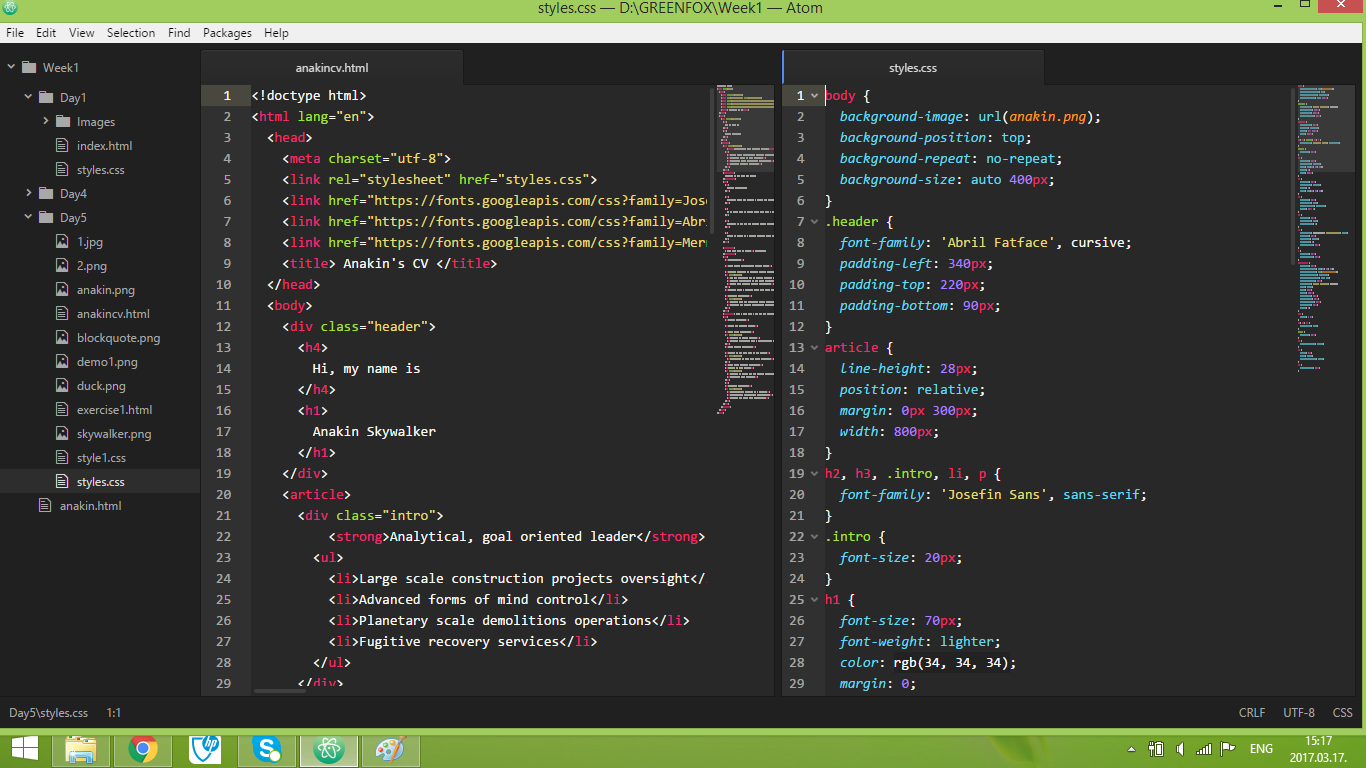 styles.css — D:\GREENFOX\Week1 — Atom
File Edit View Selection Find Packages Help
Week1
Day1
Images
index.html
styles.css
Day4
Day5
1.jpg
2.png
anakin.png
anakincv.html
blockquote.png
demo1.png
duck.png
exercise1.html
skywalker.png
style1.css
styles.css
anakin.html
anakincv.html
1 <!doctype html>
2 <html lang="en">
3 <head>
4 <meta charset="utf-8">
5 <link rel="stylesheet" href="styles.css">
6 <link href="https://fonts.googleapis.com/css?family=Jose
7 <link href="https://fonts.googleapis.com/css?family=Abri
8 <link href="https://fonts.googleapis.com/css?family=Merr
9 <title> Anakin's CV </title>
10 </head>
11 <body>
12 <div class="header">
13 <h4>
14 Hi, my name is
15 </h4>
16 <h1>
17 Anakin Skywalker
18 </h1>
19 </div>
20 <article>
21 <div class="intro">
22 <strong>Analytical, goal oriented leader</strong>
23 <ul>
24 <li>Large scale construction projects oversight</
25 <li>Advanced forms of mind control</li>
26 <li>Planetary scale demolitions operations</li>
27 <li>Fugitive recovery services</li>
28 </ul>
29 </div>
styles.css
1 body {
2 background-image: url(anakin.png);
3 background-position: top;
4 background-repeat: no-repeat;
5 background-size: auto 400px;
6 }
7 .header {
8 font-family: 'Abril Fatface', cursive;
9 padding-left: 340px;
10 padding-top: 220px;
11 padding-bottom: 90px;
12 }
13 article {
14 line-height: 28px;
15 position: relative;
16 margin: 0px 300px;
17 width: 800px;
18 }
19 h2, h3, .intro, li, p {
20 font-family: 'Josefin Sans', sans-serif;
21 }
22 .intro {
23 font-size: 20px;
24 }
25 h1 {
26 font-size: 70px;
27 font-weight: lighter;
28 color: rgb(34, 34, 34);
29 margin: 0;
Day5\styles.css 1:1
CRLF UTF-8 CSS
hp
S
ENG
15:17
2017.03.17.